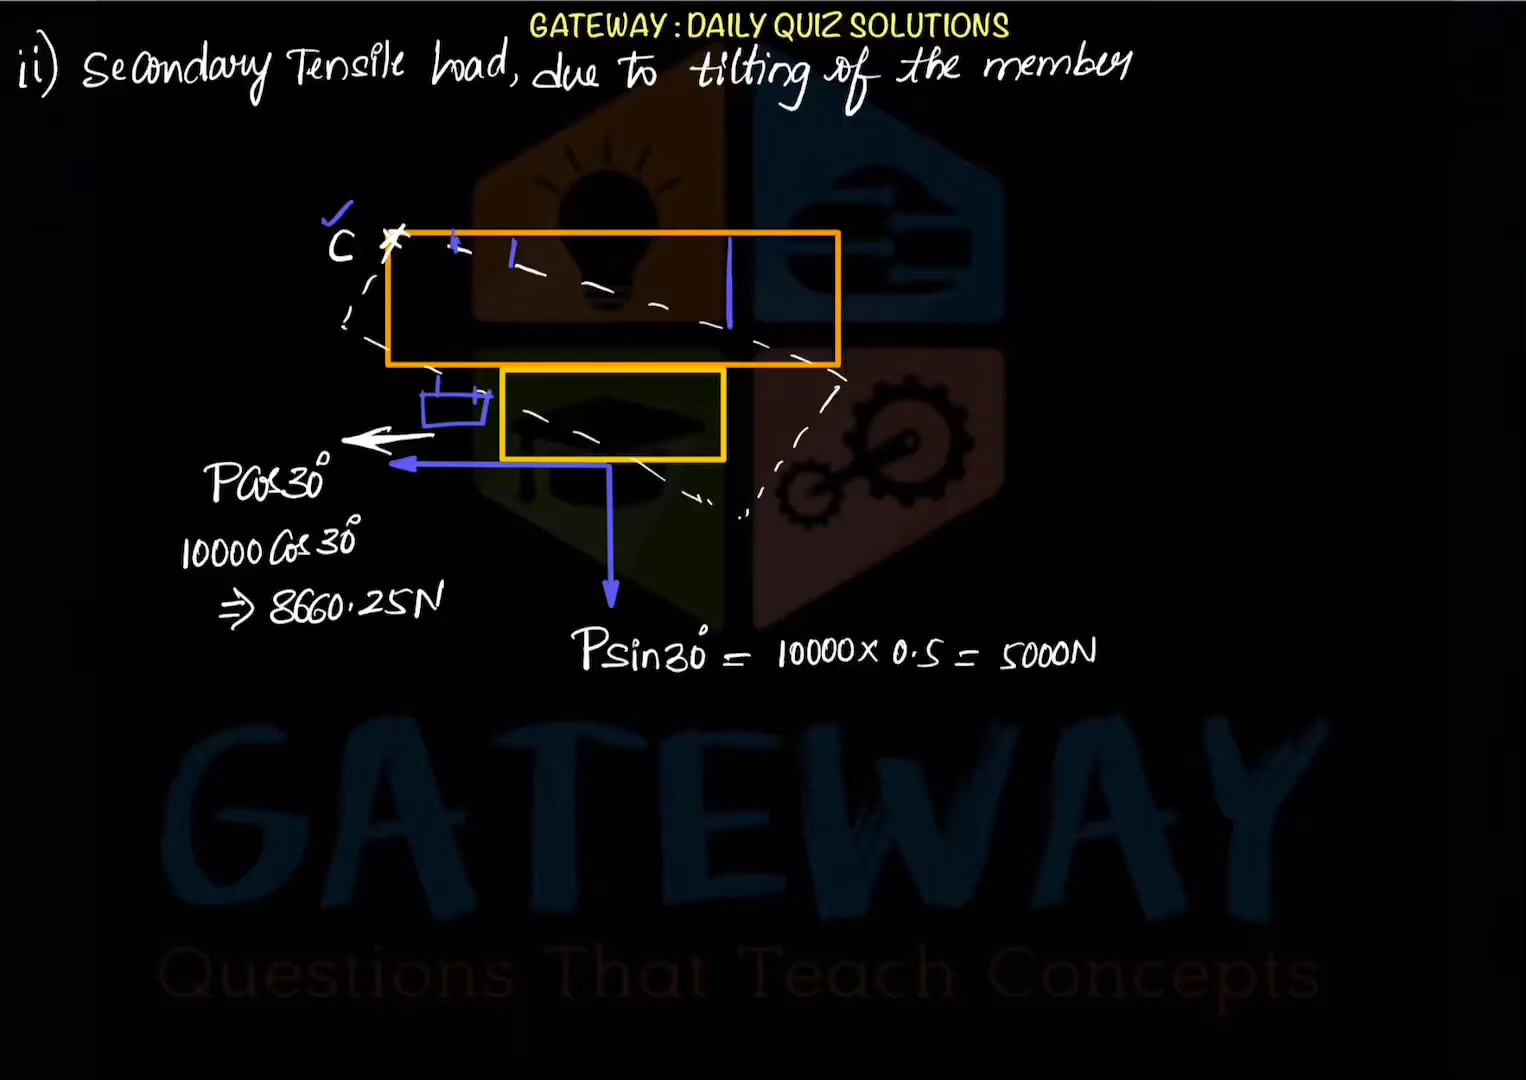 GATEWAY : DAILY QUIZ SOLUTIONS
ii) Secondary Tensile load, due to tilting of the member
C
Pcos30°
10000 Cos 30°
⇒ 8660.25N
Psin30° = 10000 x 0.5 = 5000N
GATEWAY
Questions That Teach Concepts